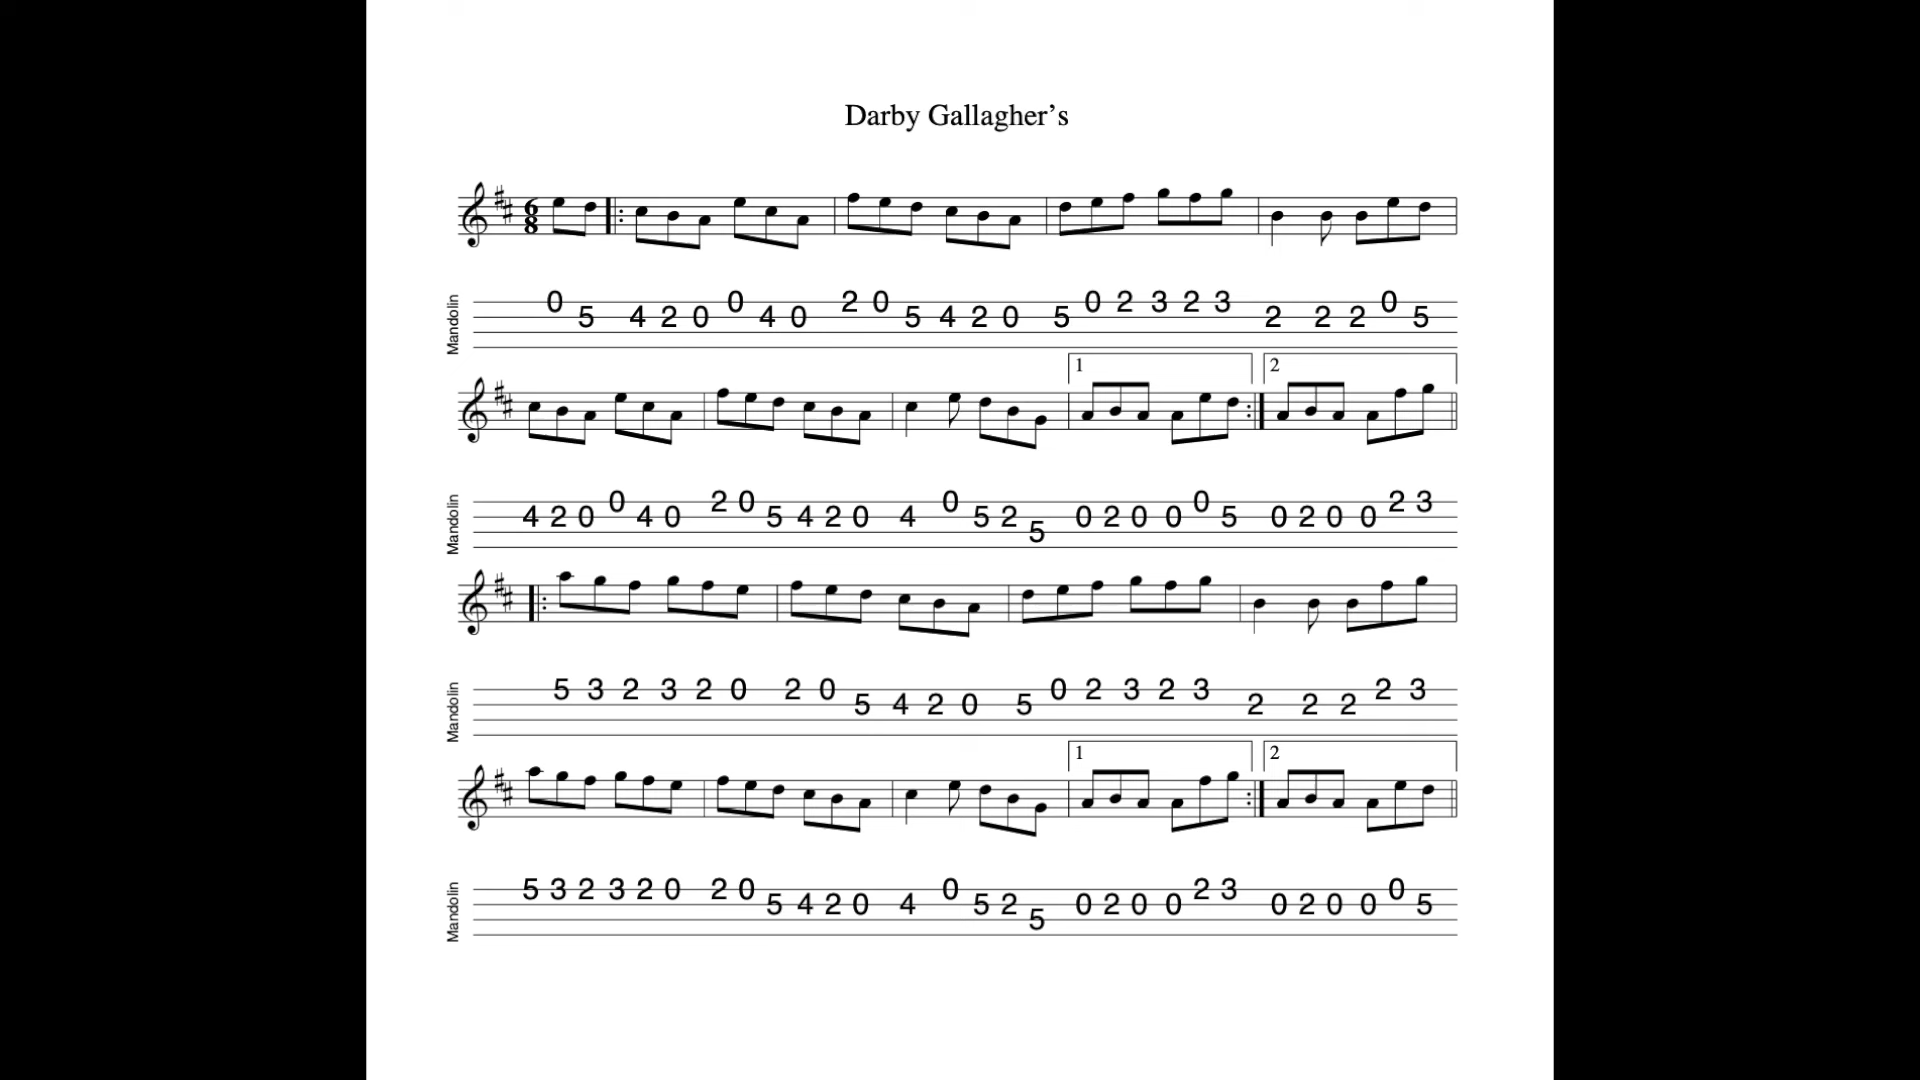 Darby Gallagher’s
6
8
Mandolin
0 5 4 2 0 0 4 0 2 0 5 4 2 0 5 0 2 3 2 3 2 2 2 0 5
1 2
Mandolin
4 2 0 0 4 0 2 0 5 4 2 0 4 0 5 2 5 0 2 0 0 0 5 0 2 0 0 2 3
Mandolin
5 3 2 3 2 0 2 0 5 4 2 0 5 0 2 3 2 3 2 2 2 2 3
1 2
Mandolin
5 3 2 3 2 0 2 0 5 4 2 0 4 0 5 2 5 0 2 0 0 2 3 0 2 0 0 0 5